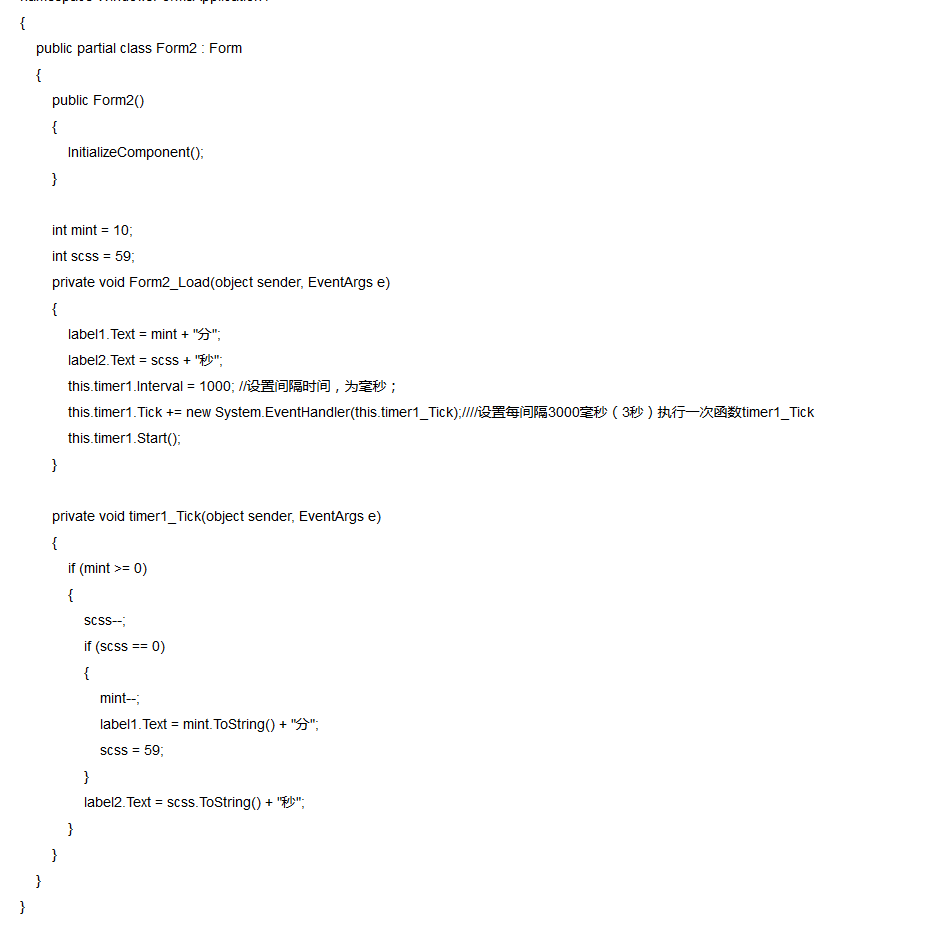 {
public partial class Form2 : Form
{
public Form2()
{
InitializeComponent();
}
int mint = 10;
int scss = 59;
private void Form2_Load(object sender, EventArgs e)
{
label1.Text = mint + "分";
label2.Text = scss + "秒";
this.timer1.Interval = 1000; //设置间隔时间，为毫秒；
this.timer1.Tick += new System.EventHandler(this.timer1_Tick);////设置每间隔3000毫秒（3秒）执行一次函数timer1_Tick
this.timer1.Start();
}
private void timer1_Tick(object sender, EventArgs e)
{
if (mint >= 0)
{
scss--;
if (scss == 0)
{
mint--;
label1.Text = mint.ToString() + "分";
scss = 59;
}
label2.Text = scss.ToString() + "秒";
}
}
}
}